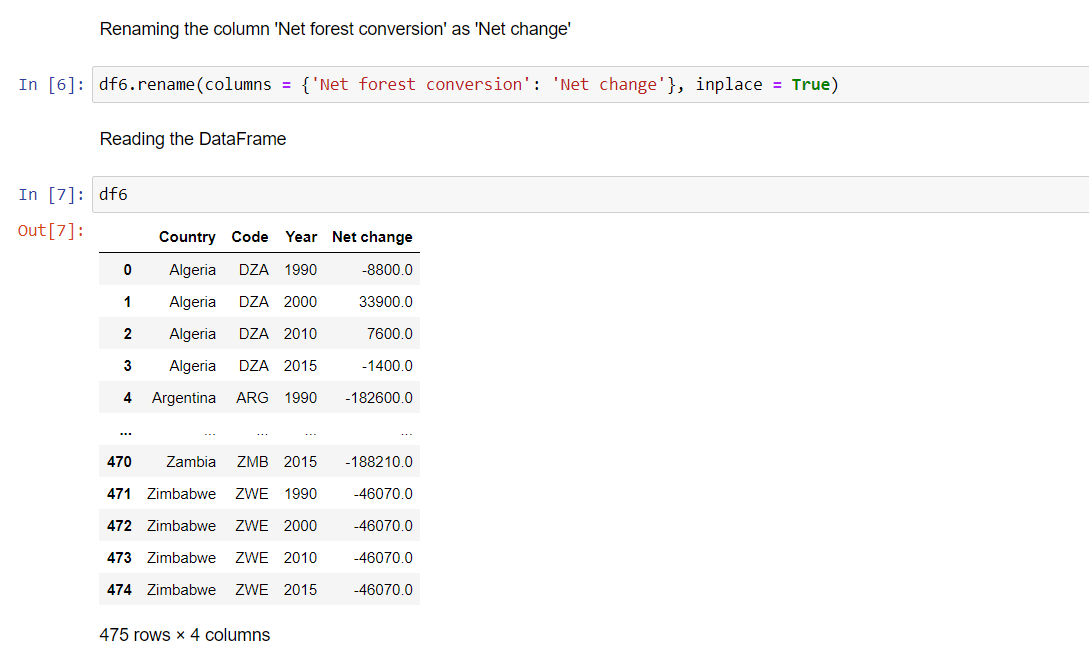 Renaming the column 'Net forest conversion' as 'Net change'
In [6]: df6.rename(columns = {'Net forest conversion': 'Net change'}, inplace = True)
Reading the DataFrame
In [7]: df6
Out[7]:
Country Code Year Net change
0 Algeria DZA 1990 -8800.0
1 Algeria DZA 2000 33900.0
2 Algeria DZA 2010 7600.0
3 Algeria DZA 2015 -1400.0
4 Argentina ARG 1990 -182600.0
... ... ... ... ...
470 Zambia ZMB 2015 -188210.0
471 Zimbabwe ZWE 1990 -46070.0
472 Zimbabwe ZWE 2000 -46070.0
473 Zimbabwe ZWE 2010 -46070.0
474 Zimbabwe ZWE 2015 -46070.0
475 rows × 4 columns